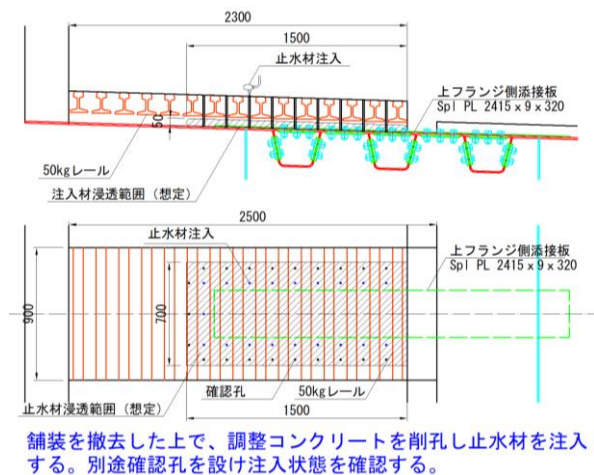 2300
1500
止水材注入
上フランジ側添接板
Spl PL 2415 x 9 x 320
50
50kgレール
注入材浸透範囲（想定）
2500
止水材注入
上フランジ側添接板
Spl PL 2415 x 9 x 320
900
700
確認孔
50kgレール
止水材浸透範囲（想定）
1500
舗装を撤去した上で、調整コンクリートを削孔し止水材を注入
する。別途確認孔を設け注入状態を確認する。